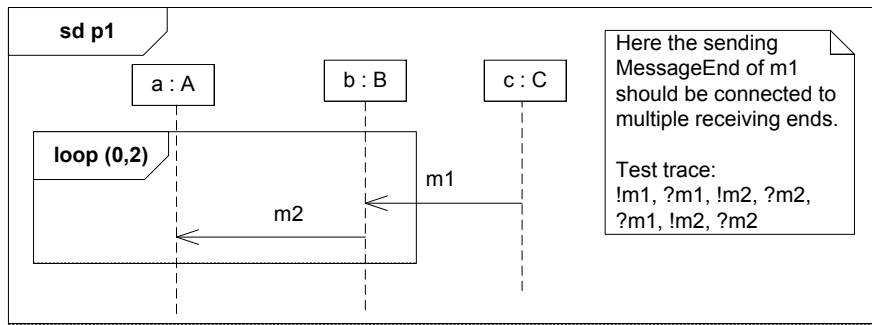 sd p1
a : A
b : B
c : C
Here the sending
MessageEnd of m1
should be connected to
multiple receiving ends.
Test trace:
!m1, ?m1, !m2, ?m2,
?m1, !m2, ?m2
loop (0,2)
m1
m2